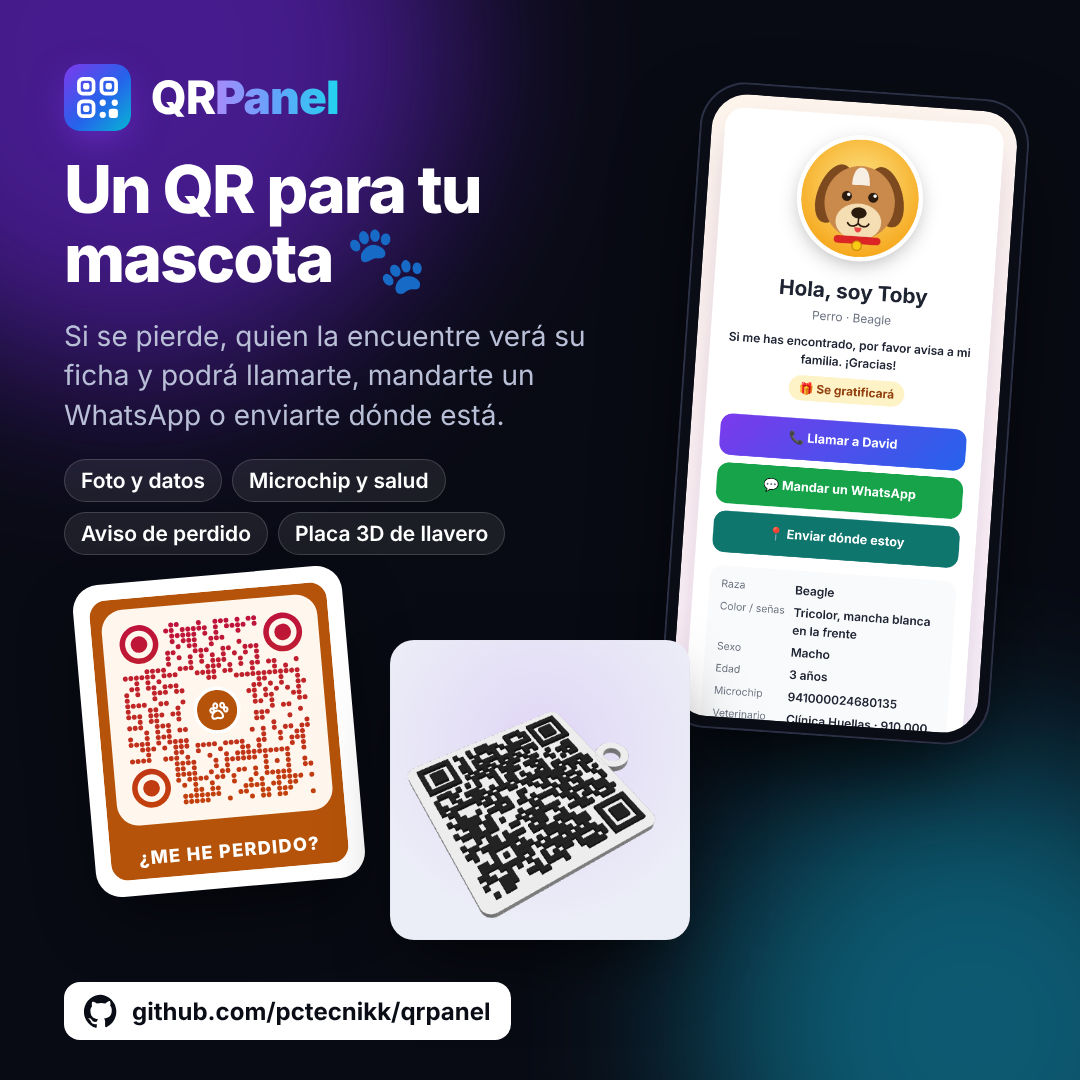 QRPanel
Un QR para tu
mascota
Si se pierde, quien la encuentre verá su
ficha y podrá llamarte, mandarte un
WhatsApp o enviarte dónde está.
Foto y datos
Microchip y salud
Aviso de perdido
Placa 3D de llavero
¿ME HE PERDIDO?
Hola, soy Toby
Perro · Beagle
Si me has encontrado, por favor avisa a mi
familia. ¡Gracias!
Se gratificará
Llamar a David
Mandar un WhatsApp
Enviar dónde estoy
Raza Beagle
Color / señas Tricolor, mancha blanca
en la frente
Sexo Macho
Edad 3 años
Microchip 941000024680135
Veterinario Clínica Huellas · 910 000
github.com/pctecnikk/qrpanel